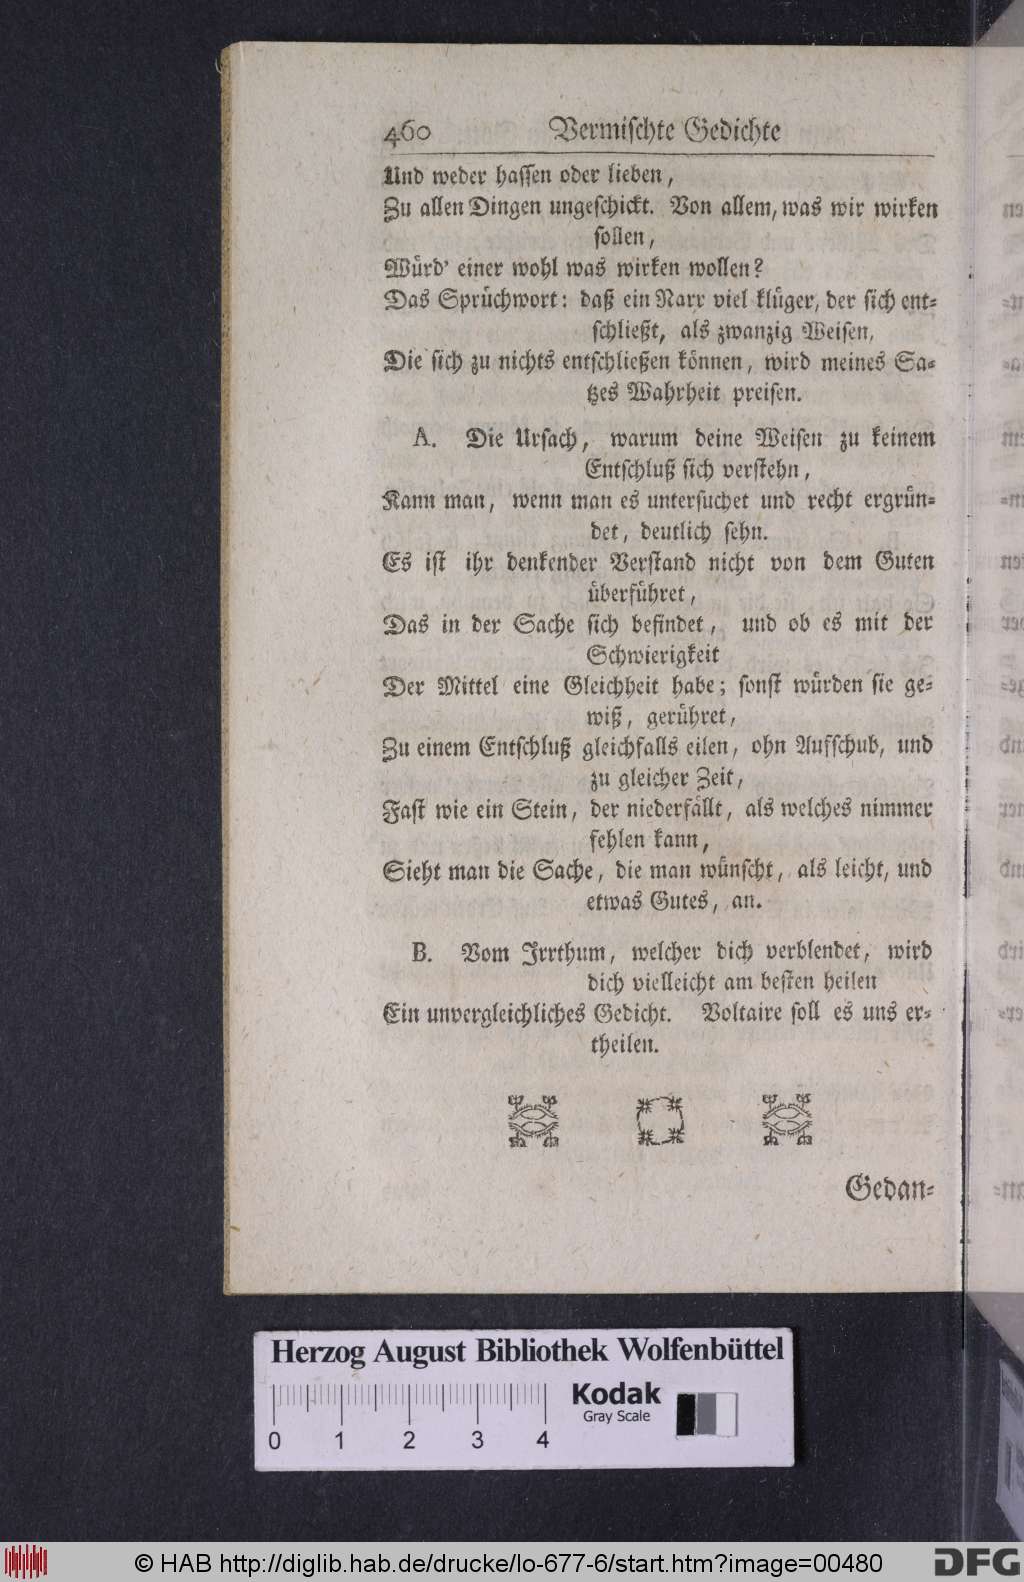 460 Vermischte Gedichte
Und weder hassen oder lieben,
Zu allen Dingen ungeschickt. Von allem, was wir wirken
sollen,
Würd' einer wohl was wirken wollen?
Das Sprüchwort: daß ein Narr viel klüger, der sich ent-
schließt, als zwanzig Weisen,
Die sich zu nichts entschließen können, wird meines Sa-
tzes Wahrheit preisen.
A. Die Ursach, warum deine Weisen zu keinem
Entschluß sich verstehn,
Kann man, wenn man es untersuchet und recht ergrün-
det, deutlich sehn.
Es ist ihr denkender Verstand nicht von dem Guten
überführet,
Das in der Sache sich befindet, und ob es mit der
Schwierigkeit
Der Mittel eine Gleichheit habe; sonst würden sie ge-
wiß, gerühret,
Zu einem Entschluß gleichfalls eilen, ohn Aufschub, und
zu gleicher Zeit,
Fast wie ein Stein, der niederfällt, als welches nimmer
fehlen kann,
Sieht man die Sache, die man wünscht, als leicht, und
etwas Gutes, an.
B. Vom Irrthum, welcher dich verblendet, wird
dich vielleicht am besten heilen
Ein unvergleichliches Gedicht. Voltaire soll es uns er-
theilen.
Gedan-
Herzog August Bibliothek Wolfenbüttel
Kodak
Gray Scale
0 1 2 3 4
© HAB http://diglib.hab.de/drucke/lo-677-6/start.htm?image=00480
DFG